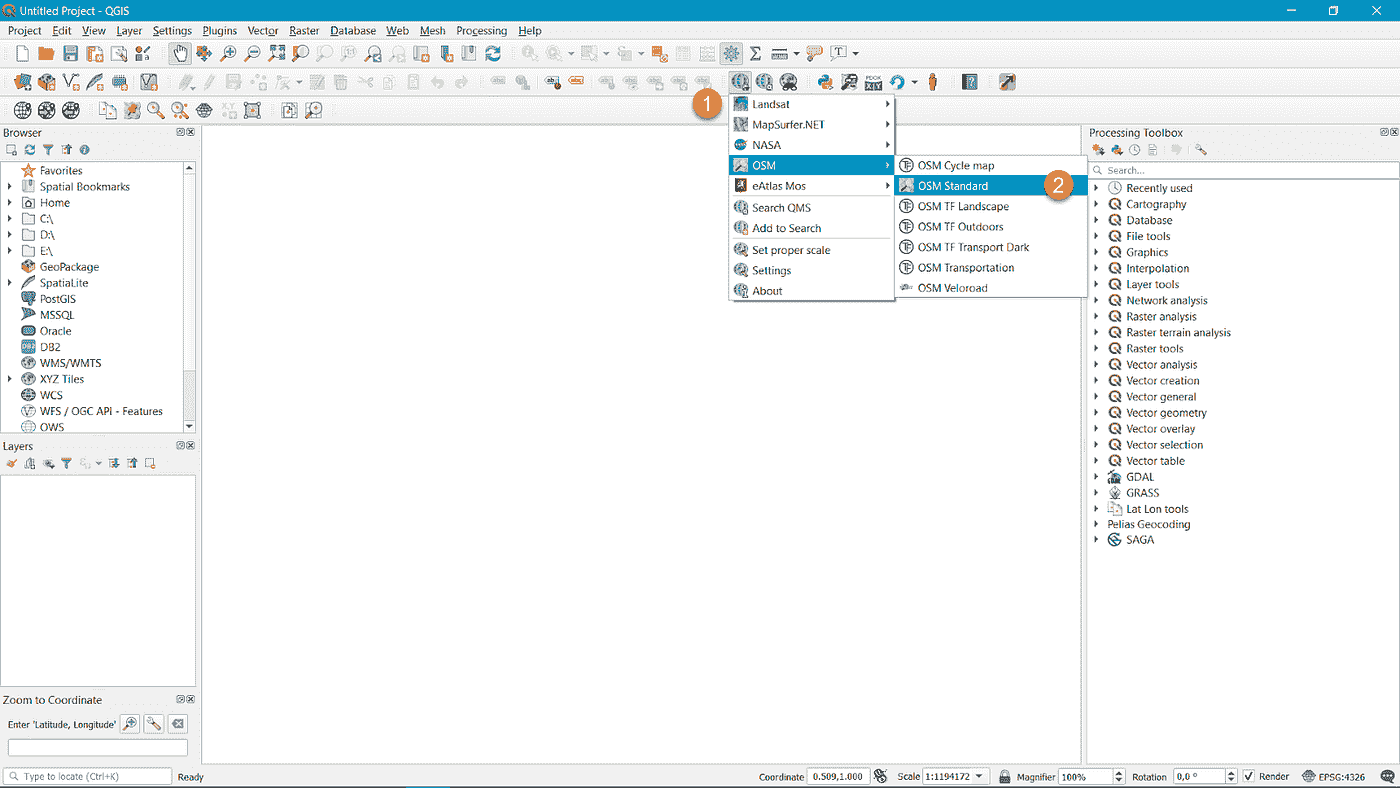 Untitled Project - QGIS
Project Edit View Layer Settings Plugins Vector Raster Database Web Mesh Processing Help
1
Landsat
MapSurfer.NET
NASA
OSM
eAtlas Mos
Search QMS
Add to Search
Set proper scale
Settings
About
OSM Cycle map
OSM Standard
2
OSM TF Landscape
OSM TF Outdoors
OSM TF Transport Dark
OSM Transportation
OSM Veloroad
Browser
Favorites
Spatial Bookmarks
Home
C:\
D:\
E:\
GeoPackage
SpatiaLite
PostGIS
MSSQL
Oracle
DB2
WMS/WMTS
XYZ Tiles
WCS
WFS / OGC API - Features
OWS
Layers
Zoom to Coordinate
Enter 'Latitude, Longitude'
Processing Toolbox
Search...
Recently used
Cartography
Database
File tools
Graphics
Interpolation
Layer tools
Network analysis
Raster analysis
Raster terrain analysis
Raster tools
Vector analysis
Vector creation
Vector general
Vector geometry
Vector overlay
Vector selection
Vector table
GDAL
GRASS
Lat Lon tools
Pelias Geocoding
SAGA
Type to locate (Ctrl+K) Ready Coordinate 0.509,1.000 Scale 1:1194172 Magnifier 100% Rotation 0,0 ° Render EPSG:4326